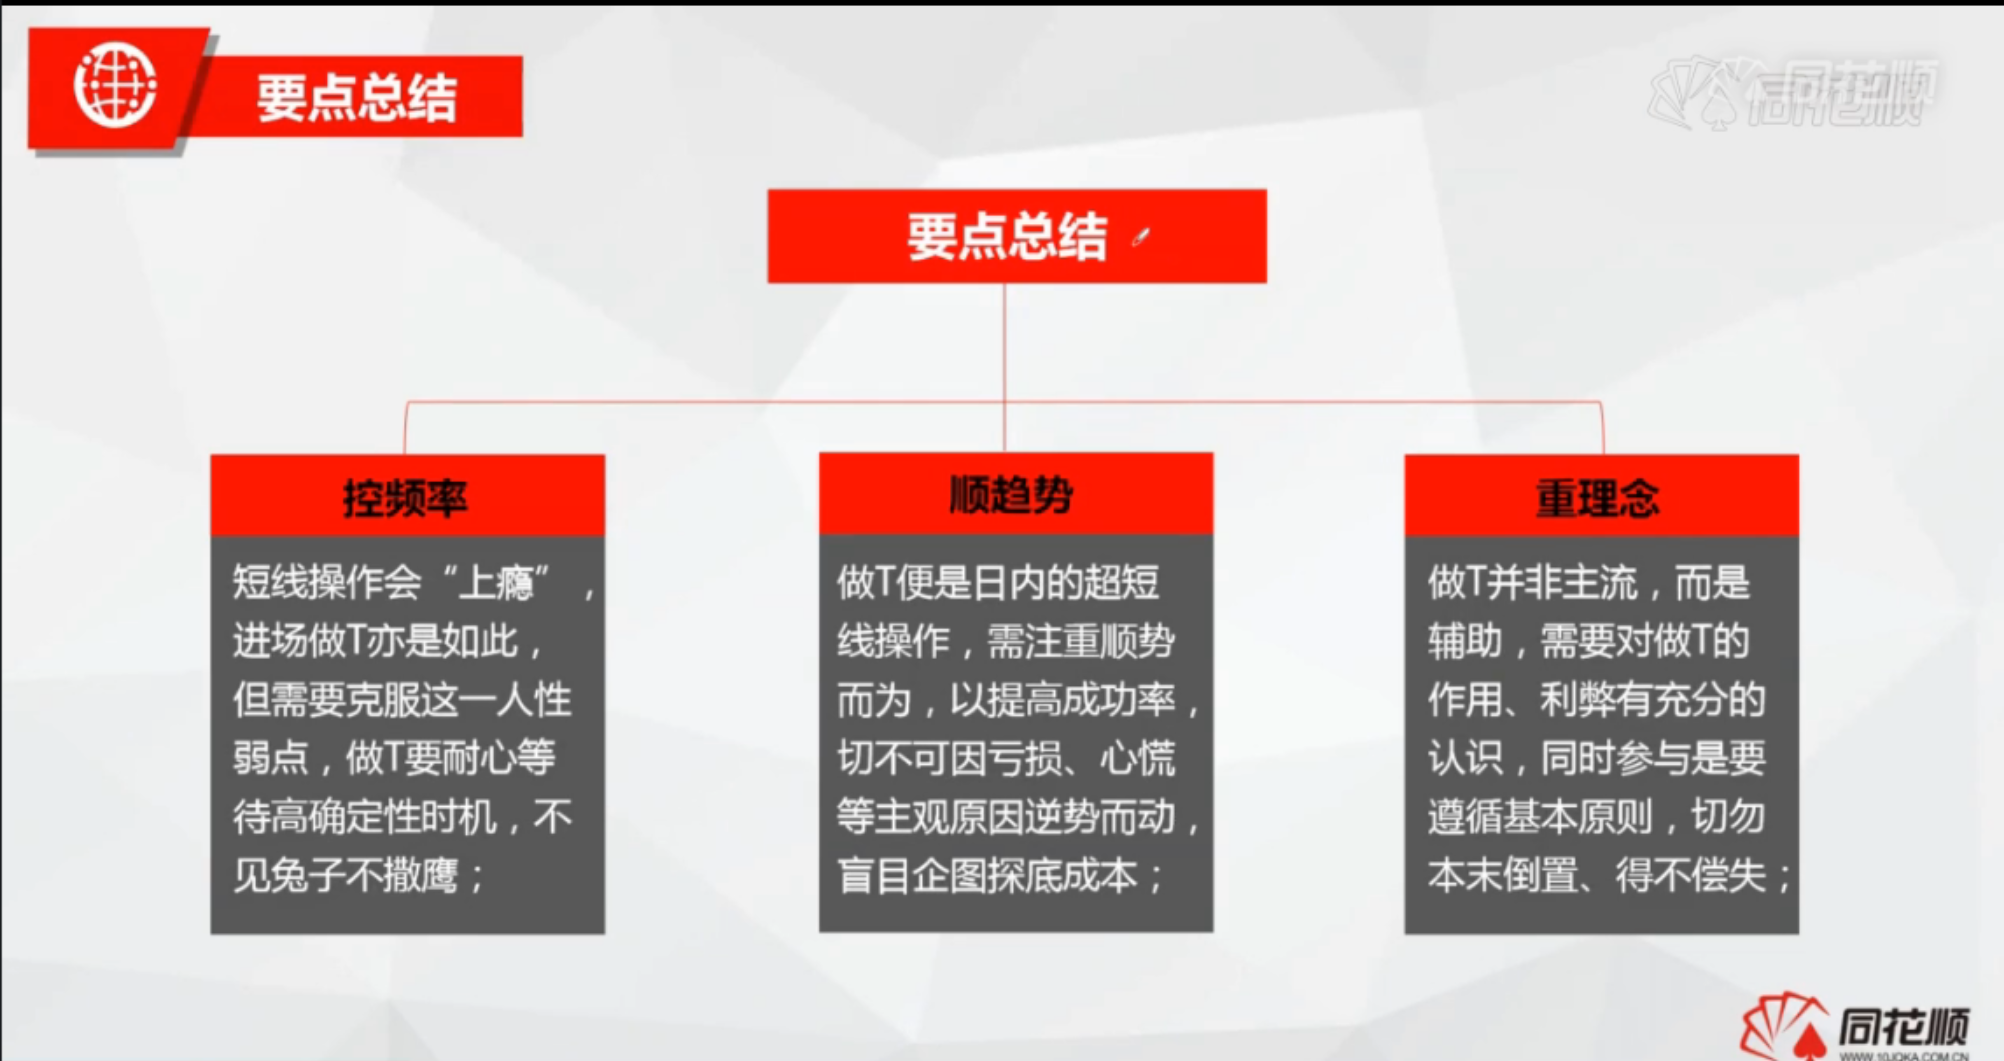 要点总结
同花顺
要点总结
控频率
短线操作会“上瘾”，
进场做T亦是如此，
但需要克服这一人性
弱点，做T要耐心等
待高确定性时机，不
见兔子不撒鹰；
顺趋势
做T便是日内的超短
线操作，需注重顺势
而为，以提高成功率，
切不可因亏损、心慌
等主观原因逆势而动，
盲目企图探底成本；
重理念
做T并非主流，而是
辅助，需要对做T的
作用、利弊有充分的
认识，同时参与是要
遵循基本原则，切勿
本末倒置、得不偿失；
同花顺
WWW.10JQKA.COM.CN